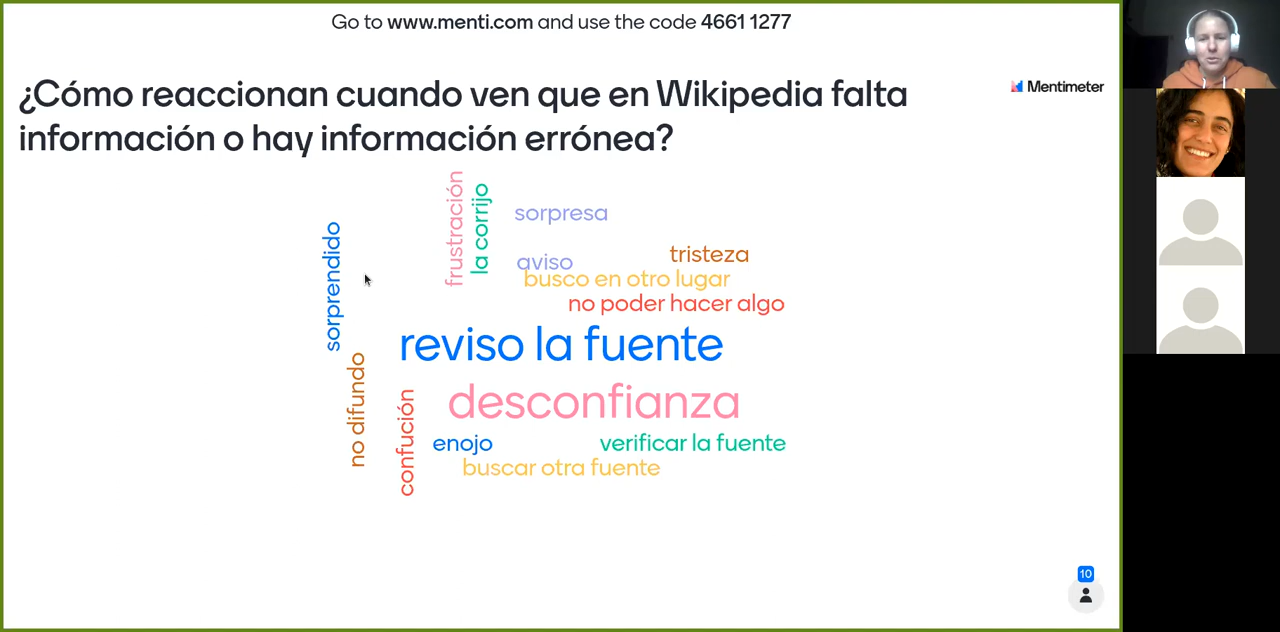 Go to www.menti.com and use the code 4661 1277
¿Cómo reaccionan cuando ven que en Wikipedia falta
información o hay información errónea?
Mentimeter
frustración
la corrijo
sorpresa
sorprendido
aviso
tristeza
busco en otro lugar
no poder hacer algo
reviso la fuente
no difundo
desconfianza
confución
enojo
verificar la fuente
buscar otra fuente
10